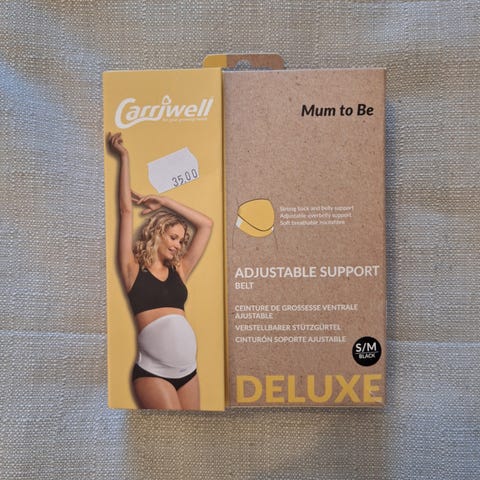 Carriwell
Mum to Be
35.00
Strong back and belly support
Adjustable overbelly support
Soft breathable microfibre
ADJUSTABLE SUPPORT
BELT
CEINTURE DE GROSSESSE VENTRALE
AJUSTABLE
VERSTELLBARER STÜTZGÜRTEL
CINTURÓN SOPORTE AJUSTABLE
S/M
BLACK
DELUXE